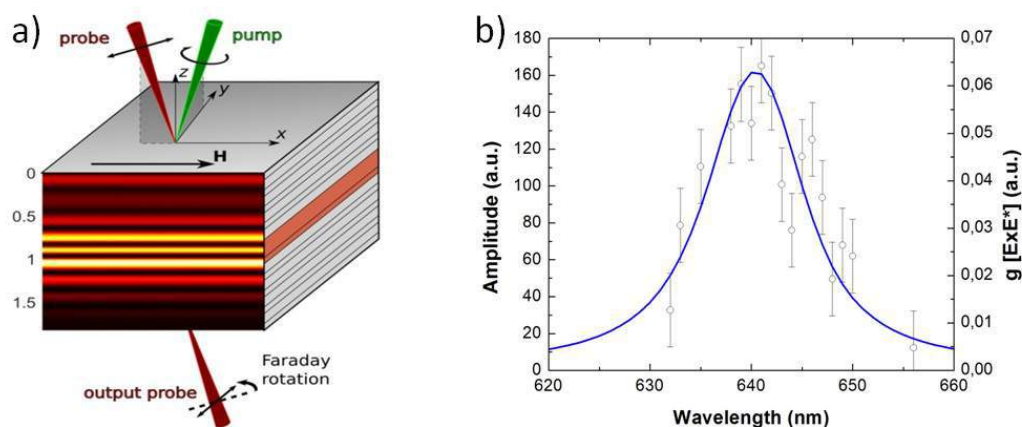 a)
probe
pump
z
y
x
H
0
0.5
1
1.5
Faraday
rotation
output probe
b)
180
160
140
120
100
80
60
40
20
0
Amplitude (a.u.)
0,07
0,06
0,05
0,04
0,03
0,02
0,01
0,00
g [ExE*] (a.u.)
620
630
640
650
660
Wavelength (nm)